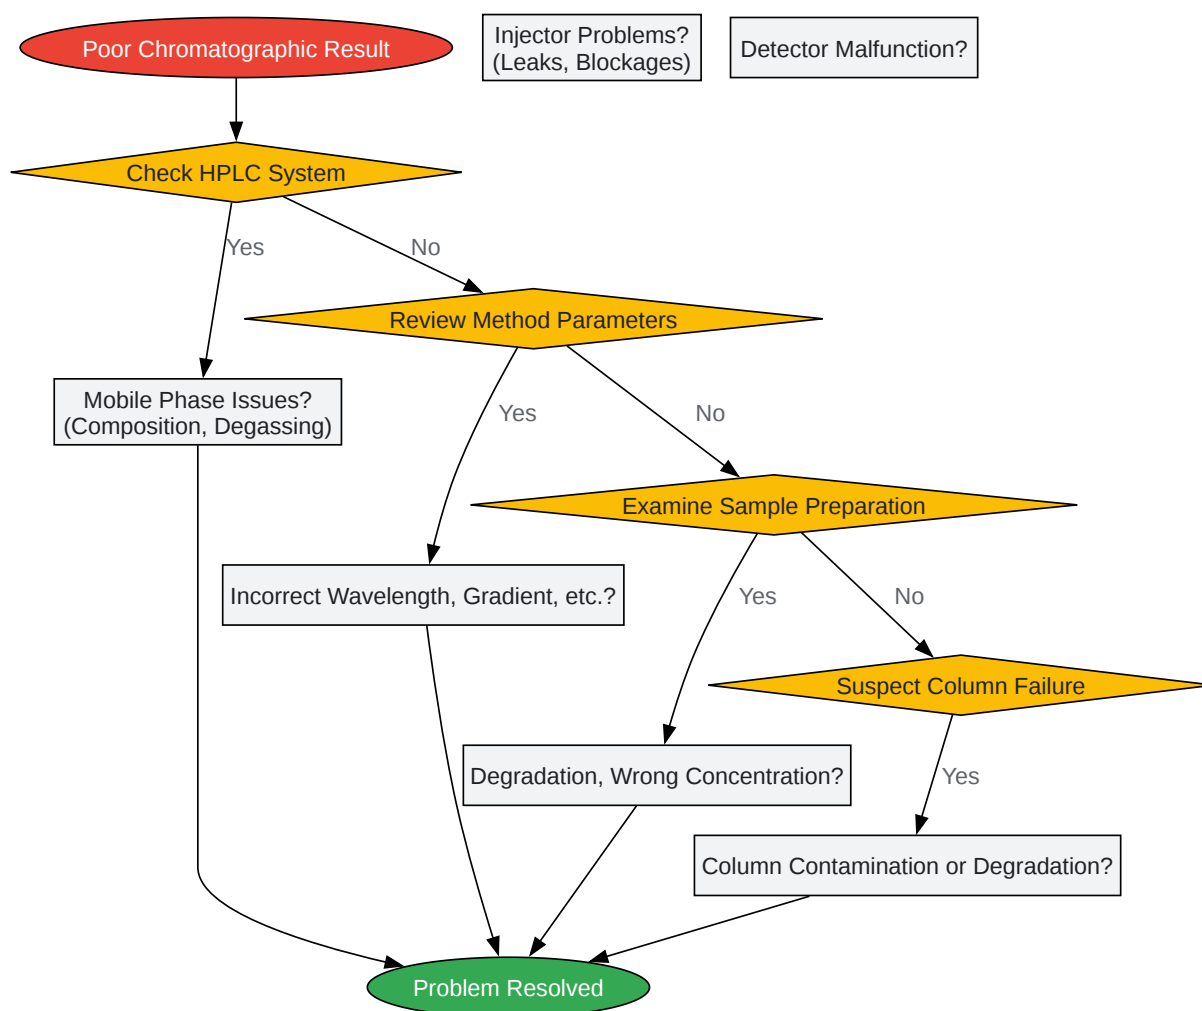 Poor Chromatographic Result
Injector Problems?
(Leaks, Blockages)
Detector Malfunction?
Check HPLC System
Yes
No
Review Method Parameters
Mobile Phase Issues?
(Composition, Degassing)
Yes
No
Examine Sample Preparation
Incorrect Wavelength, Gradient, etc.?
Yes
No
Suspect Column Failure
Degradation, Wrong Concentration?
Yes
Column Contamination or Degradation?
Problem Resolved